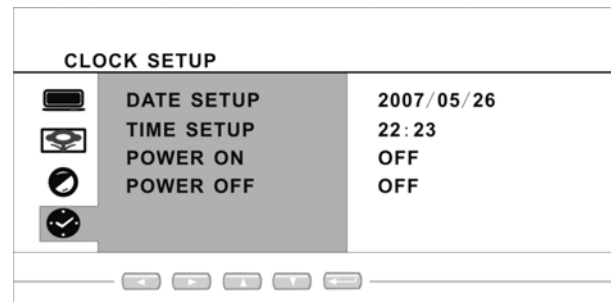 CLOCK SETUP
DATE SETUP 2007/05/26
TIME SETUP 22:23
POWER ON OFF
POWER OFF OFF